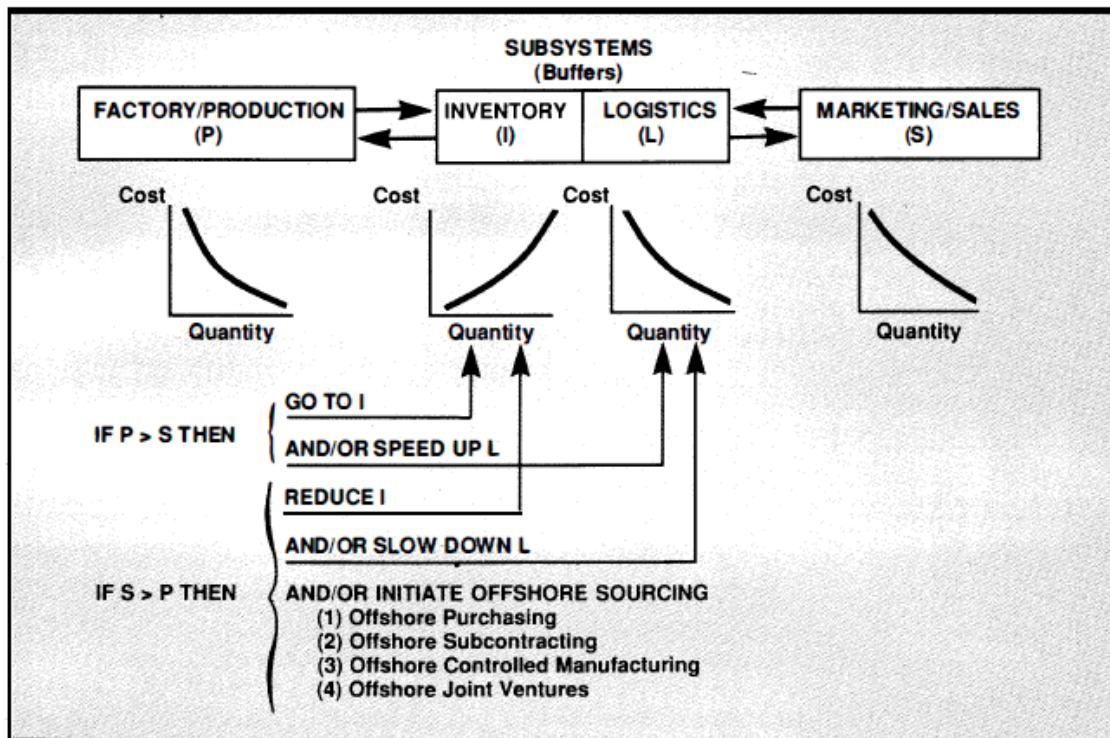 SUBSYSTEMS
(Buffers)
FACTORY/PRODUCTION
(P)
INVENTORY
(I)
LOGISTICS
(L)
MARKETING/SALES
(S)
Cost
Quantity
Cost
Quantity
Cost
Quantity
Cost
Quantity
IF P > S THEN
GO TO I
AND/OR SPEED UP L
IF S > P THEN
REDUCE I
AND/OR SLOW DOWN L
AND/OR INITIATE OFFSHORE SOURCING
(1) Offshore Purchasing
(2) Offshore Subcontracting
(3) Offshore Controlled Manufacturing
(4) Offshore Joint Ventures